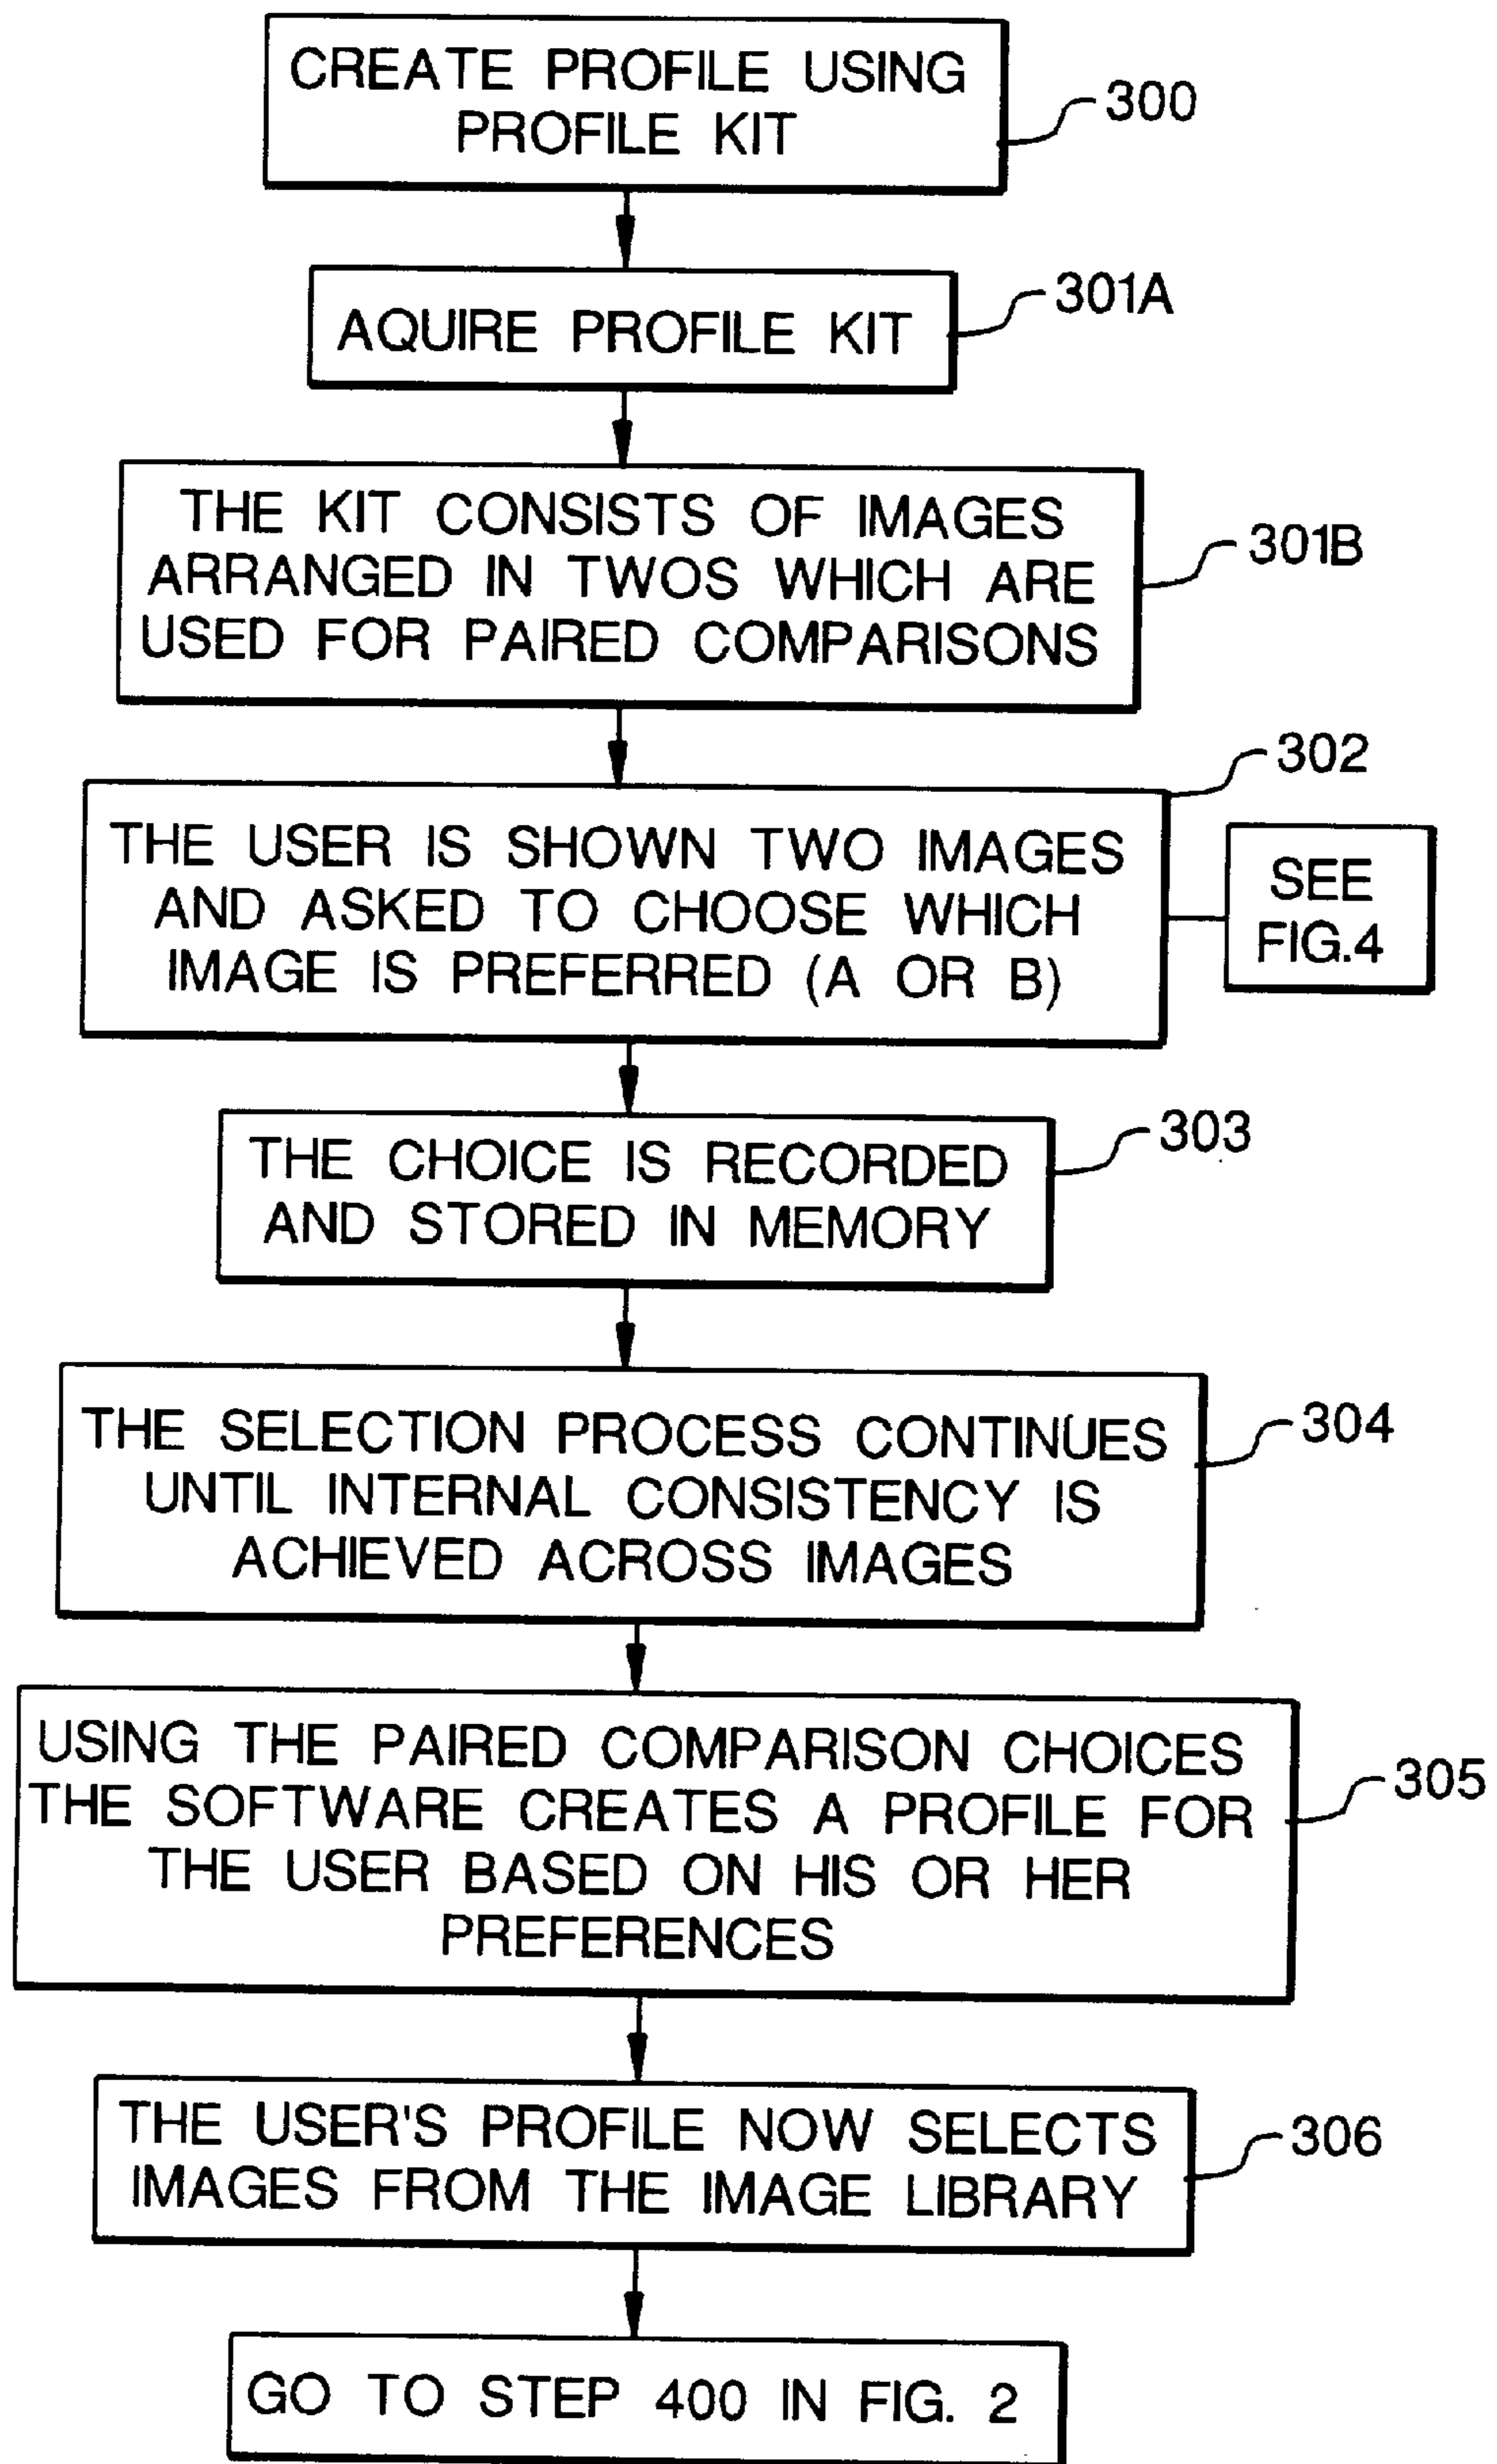 CREATE PROFILE USING
PROFILE KIT
300
AQUIRE PROFILE KIT
301A
THE KIT CONSISTS OF IMAGES
ARRANGED IN TWOS WHICH ARE
USED FOR PAIRED COMPARISONS
301B
THE USER IS SHOWN TWO IMAGES
AND ASKED TO CHOOSE WHICH
IMAGE IS PREFERRED (A OR B)
302
SEE
FIG.4
THE CHOICE IS RECORDED
AND STORED IN MEMORY
303
THE SELECTION PROCESS CONTINUES
UNTIL INTERNAL CONSISTENCY IS
ACHIEVED ACROSS IMAGES
304
USING THE PAIRED COMPARISON CHOICES
THE SOFTWARE CREATES A PROFILE FOR
THE USER BASED ON HIS OR HER
PREFERENCES
305
THE USER'S PROFILE NOW SELECTS
IMAGES FROM THE IMAGE LIBRARY
306
GO TO STEP 400 IN FIG. 2